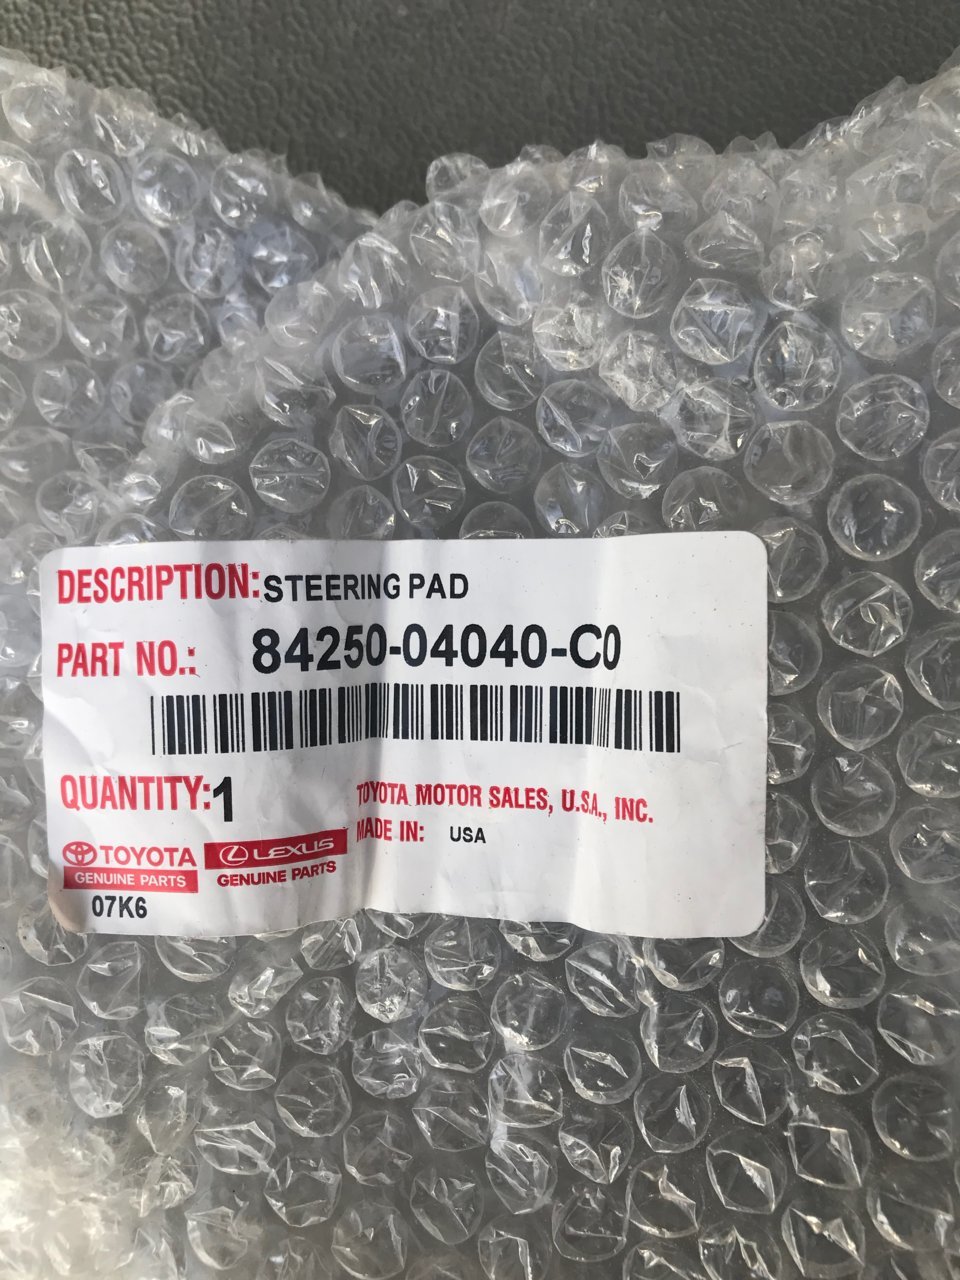 DESCRIPTION: STEERING PAD
PART NO.: 84250-04040-C0
QUANTITY: 1
TOYOTA MOTOR SALES, U.S.A., INC.
MADE IN: USA
TOYOTA
GENUINE PARTS
LEXUS
GENUINE PARTS
07K6